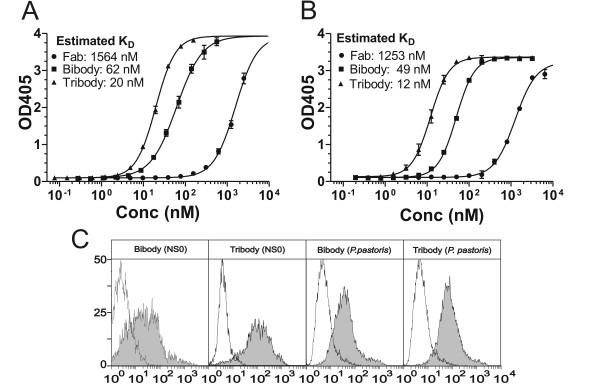 A
Estimated KD
Fab: 1564 nM
Bibody: 62 nM
Tribody: 20 nM
OD405
4
3
2
1
0
10-1 100 101 102 103 104
Conc (nM)
B
Estimated KD
Fab: 1253 nM
Bibody: 49 nM
Tribody: 12 nM
OD405
4
3
2
1
0
10-1 100 101 102 103 104
Conc (nM)
C
Bibody (NS0) Tribody (NS0) Bibody (P.pastoris) Tribody (P. pastoris)
50
25
0
100 101 102 103 100 101 102 103 100 101 102 103 100 101 102 103 104